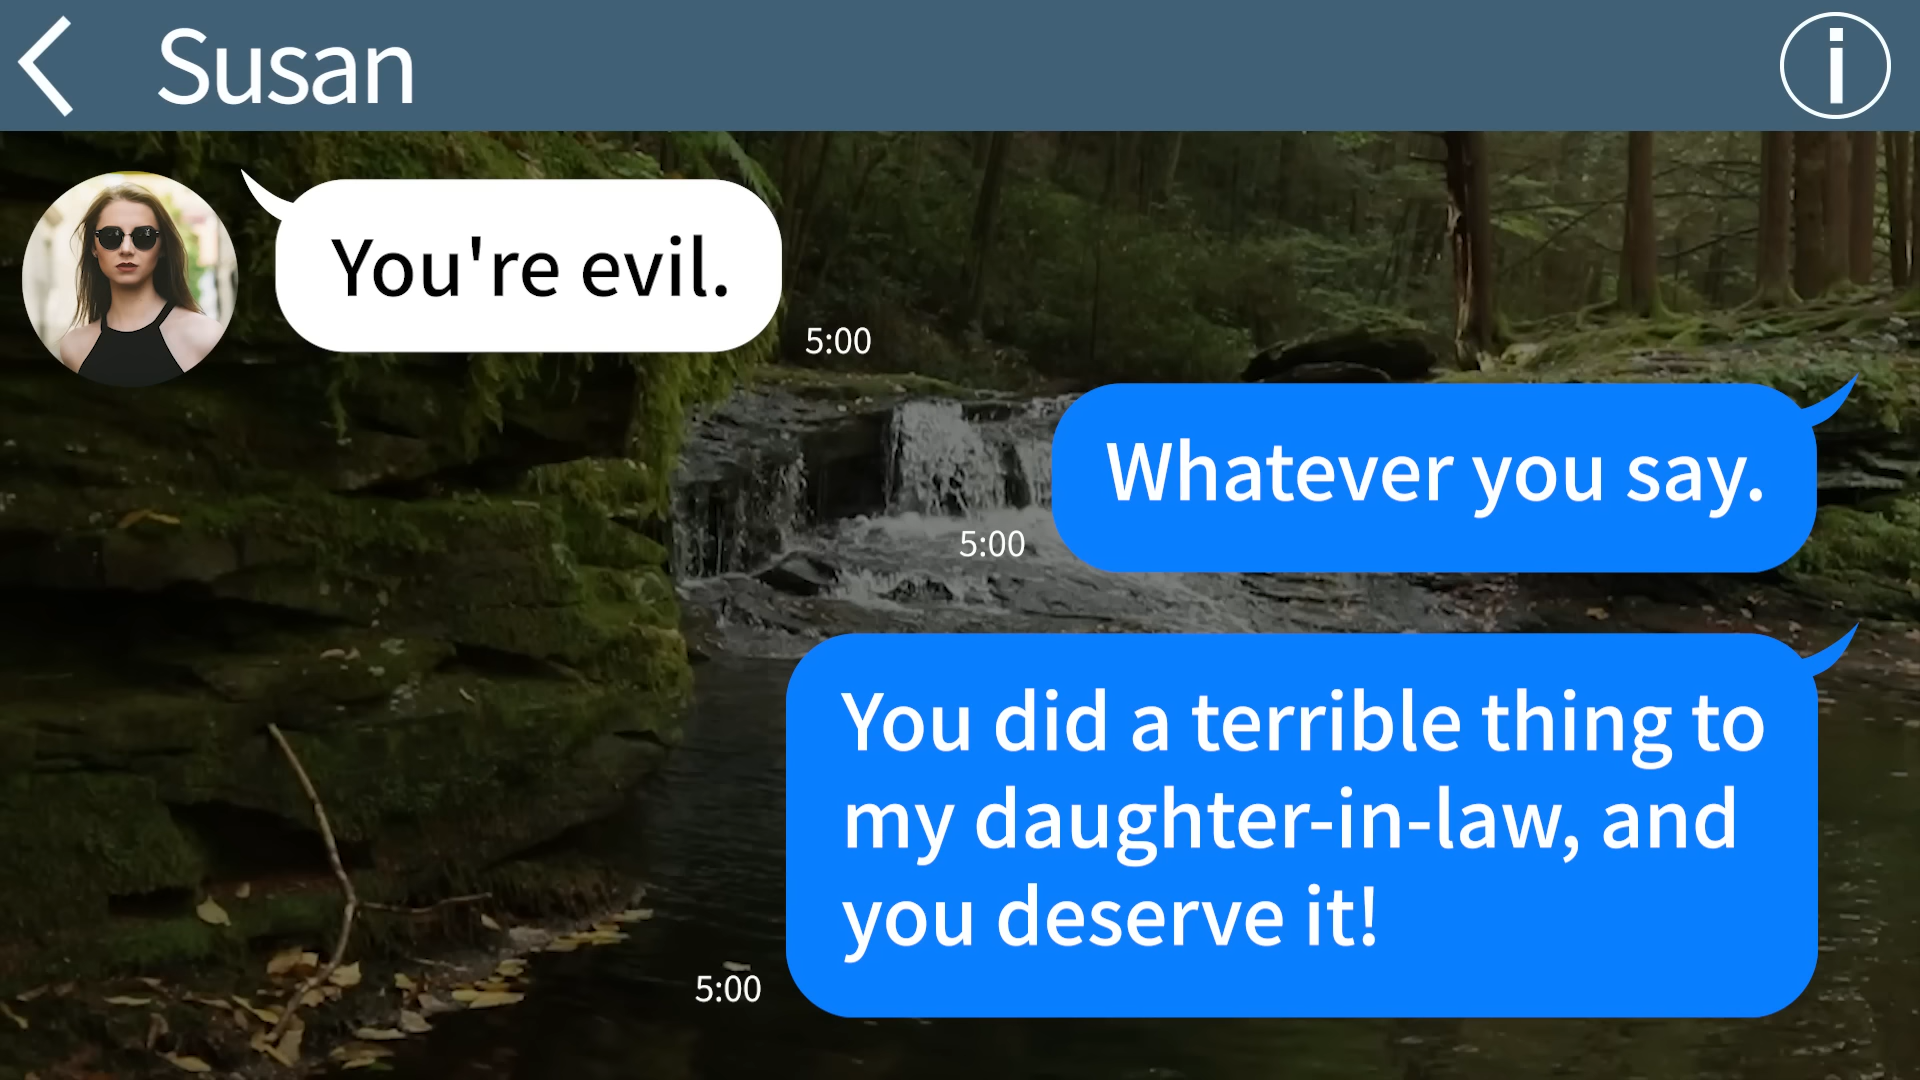 Susan
You're evil.
5:00
Whatever you say.
5:00
You did a terrible thing to
my daughter-in-law, and
you deserve it!
5:00